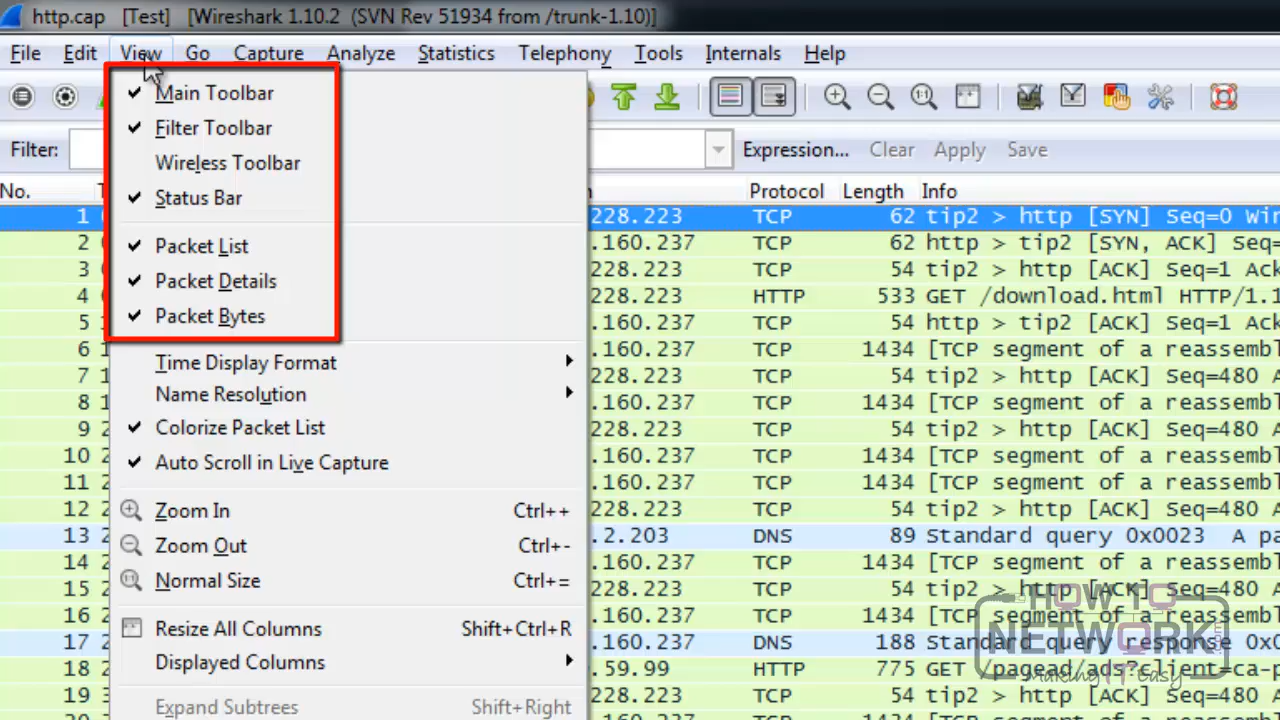 http.cap [Test] [Wireshark 1.10.2 (SVN Rev 51934 from /trunk-1.10)]
File Edit View Go Capture Analyze Statistics Telephony Tools Internals Help
Main Toolbar
Filter Toolbar
Wireless Toolbar
Status Bar
Packet List
Packet Details
Packet Bytes
Time Display Format
Name Resolution
Colorize Packet List
Auto Scroll in Live Capture
Zoom In Ctrl++
Zoom Out Ctrl+-
Normal Size Ctrl+=
Resize All Columns Shift+Ctrl+R
Displayed Columns
Expand Subtrees Shift+Right
Filter: Expression... Clear Apply Save
No. Protocol Length Info
1 228.223 TCP 62 tip2 > http [SYN] Seq=0 Win
2 .160.237 TCP 62 http > tip2 [SYN, ACK] Seq=
3 228.223 TCP 54 tip2 > http [ACK] Seq=1 Ack
4 228.223 HTTP 533 GET /download.html HTTP/1.1
5 .160.237 TCP 54 http > tip2 [ACK] Seq=1 Ack
6 .160.237 TCP 1434 [TCP segment of a reassembl
7 228.223 TCP 54 tip2 > http [ACK] Seq=480 A
8 .160.237 TCP 1434 [TCP segment of a reassembl
9 228.223 TCP 54 tip2 > http [ACK] Seq=480 A
10 .160.237 TCP 1434 [TCP segment of a reassembl
11 .160.237 TCP 1434 [TCP segment of a reassembl
12 228.223 TCP 54 tip2 > http [ACK] Seq=480 A
13 .2.203 DNS 89 Standard query 0x0023 A pa
14 .160.237 TCP 1434 [TCP segment of a reassembl
15 228.223 TCP 54 tip2 > http [ACK] Seq=480 A
16 .160.237 TCP 1434 [TCP segment of a reassembl
17 .160.237 DNS 188 Standard query response 0x0
18 .59.99 HTTP 775 GET /pagead/ads?client=ca-p
19 228.223 TCP 54 tip2 > http [ACK] Seq=480 A
HOW TO
NETWORK
Making IT Easy